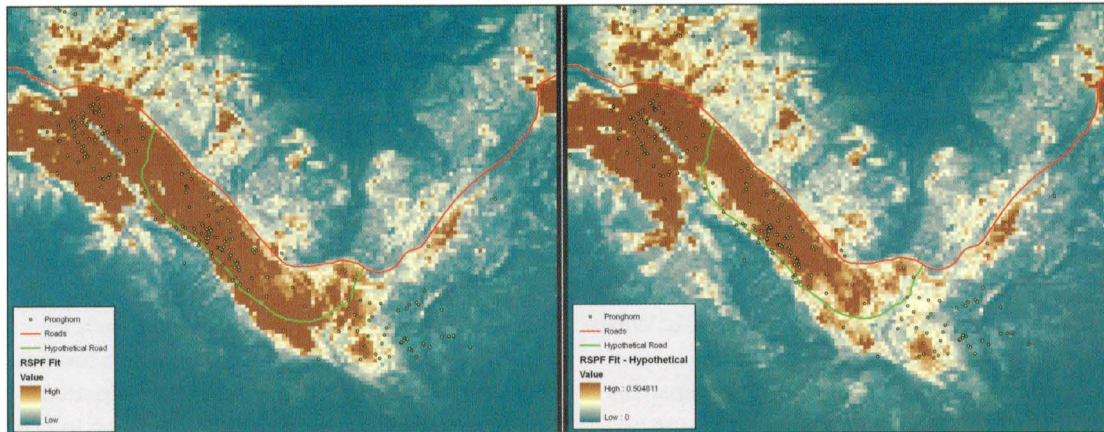 Pronghorn
Roads
Hypothetical Road
RSPF Fit
Value
High
Low
Pronghorn
Roads
Hypothetical Road
RSPF Fit - Hypothetical
Value
High : 0.504811
Low : 0